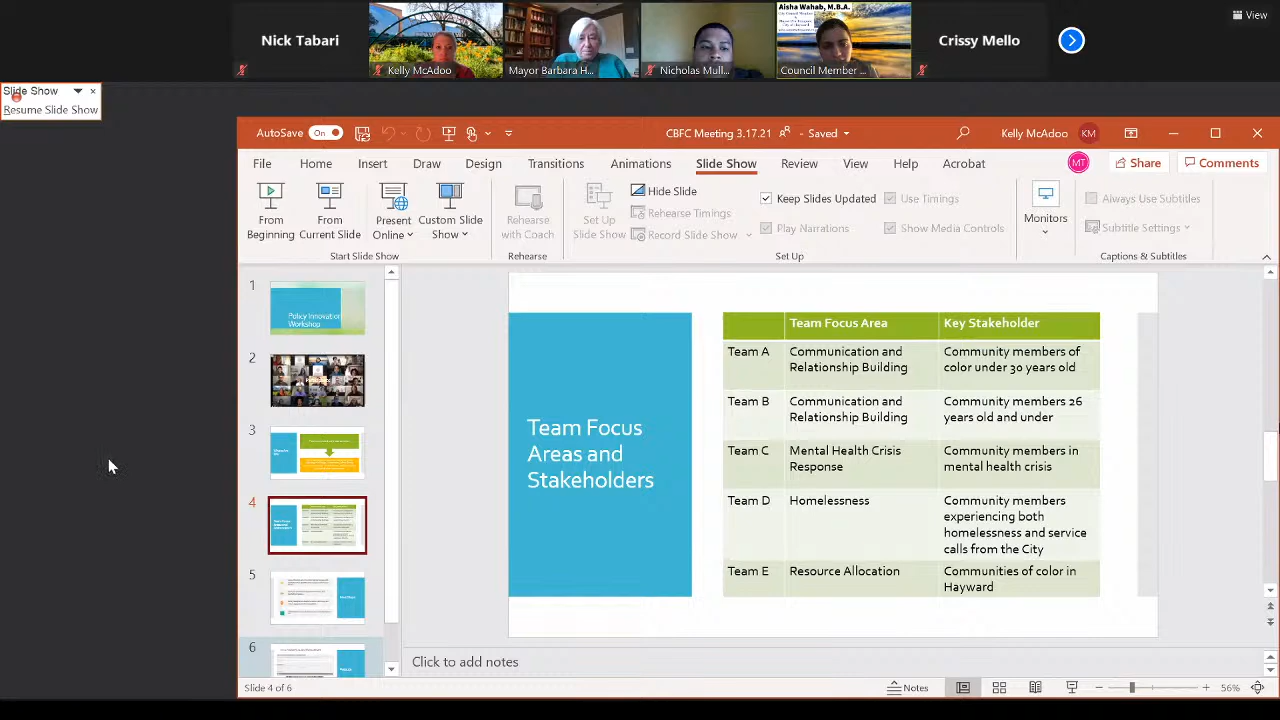 View
Nick Tabari
Kelly McAdoo
Mayor Barbara H...
Nicholas Mull...
Aisha Wahab, M.B.A.
Council Member ...
Crissy Mello
Slide Show
Resume Slide Show
AutoSave On
CBFC Meeting 3.17.21 - Saved
Kelly McAdoo KM
File Home Insert Draw Design Transitions Animations Slide Show Review View Help Acrobat MT Share Comments
From Beginning
From Current Slide
Present Online
Custom Slide Show
Start Slide Show
Rehearse with Coach
Rehearse
Set Up Slide Show
Hide Slide
Rehearse Timings
Record Slide Show
Keep Slides Updated
Play Narrations
Use Timings
Show Media Controls
Set Up
Monitors
Always Use Subtitles
Subtitle Settings
Captions & Subtitles
1
Policy Innovation
Workshop
2
3
4
5
6
Team Focus
Areas and
Stakeholders
Team Focus Area Key Stakeholder
Team A Communication and Relationship Building Community members of color under 30 years old
Team B Communication and Relationship Building Community members 26 years old and under
Team C Mental Health Crisis Response Community members in mental health crisis
Team D Homelessness Community members experiencing both homelessness and service calls from the City
Team E Resource Allocation Communities of color in Hayward
Click to add notes
Slide 4 of 6
Notes
56%